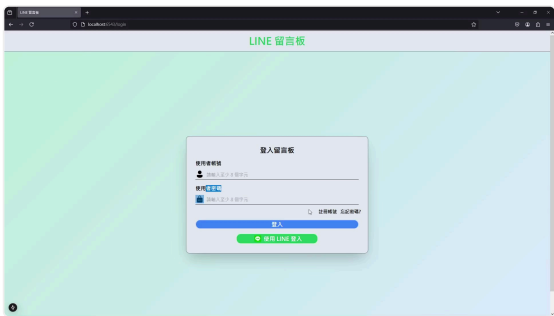 LINE 留言板
localhost
LINE 留言板
登入留言板
使用者帳號
使用者密碼
註冊帳號 忘記密碼?
登入
使用 LINE 登入